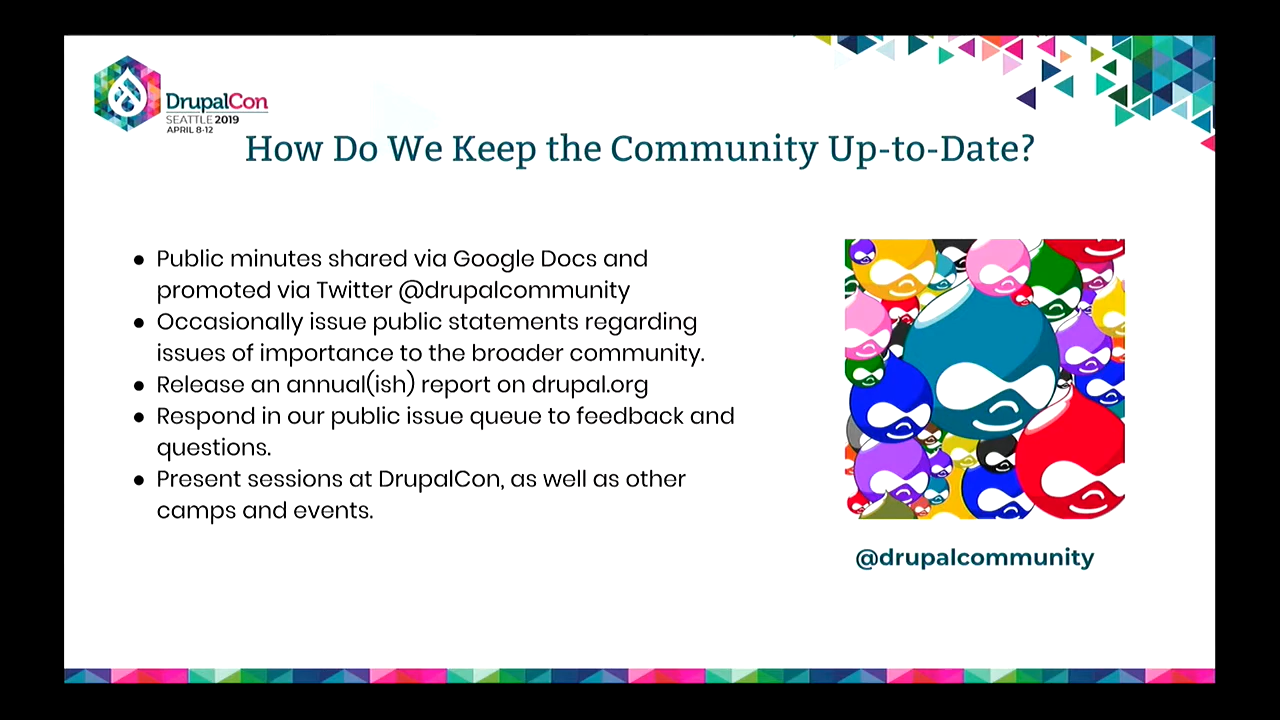 DrupalCon
SEATTLE 2019
APRIL 8-12
How Do We Keep the Community Up-to-Date?
● Public minutes shared via Google Docs and
promoted via Twitter @drupalcommunity
● Occasionally issue public statements regarding
issues of importance to the broader community.
● Release an annual(ish) report on drupal.org
● Respond in our public issue queue to feedback and
questions.
● Present sessions at DrupalCon, as well as other
camps and events.
@drupalcommunity